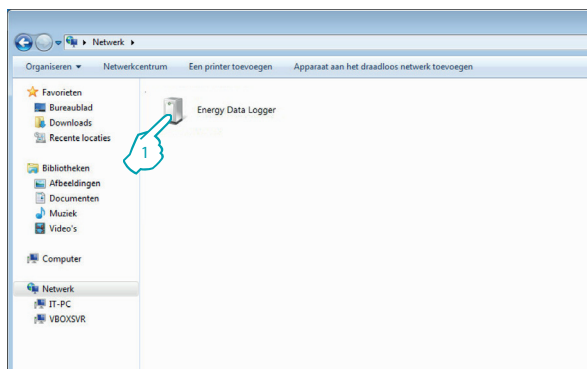 Netwerk
Organiseren Netwerkcentrum Een printer toevoegen Apparaat aan het draadloos netwerk toevoegen
Favorieten
Bureaublad
Downloads
Recente locaties
Bibliotheken
Afbeeldingen
Documenten
Muziek
Video's
Computer
Netwerk
IT-PC
VBOXSVR
Energy Data Logger
1